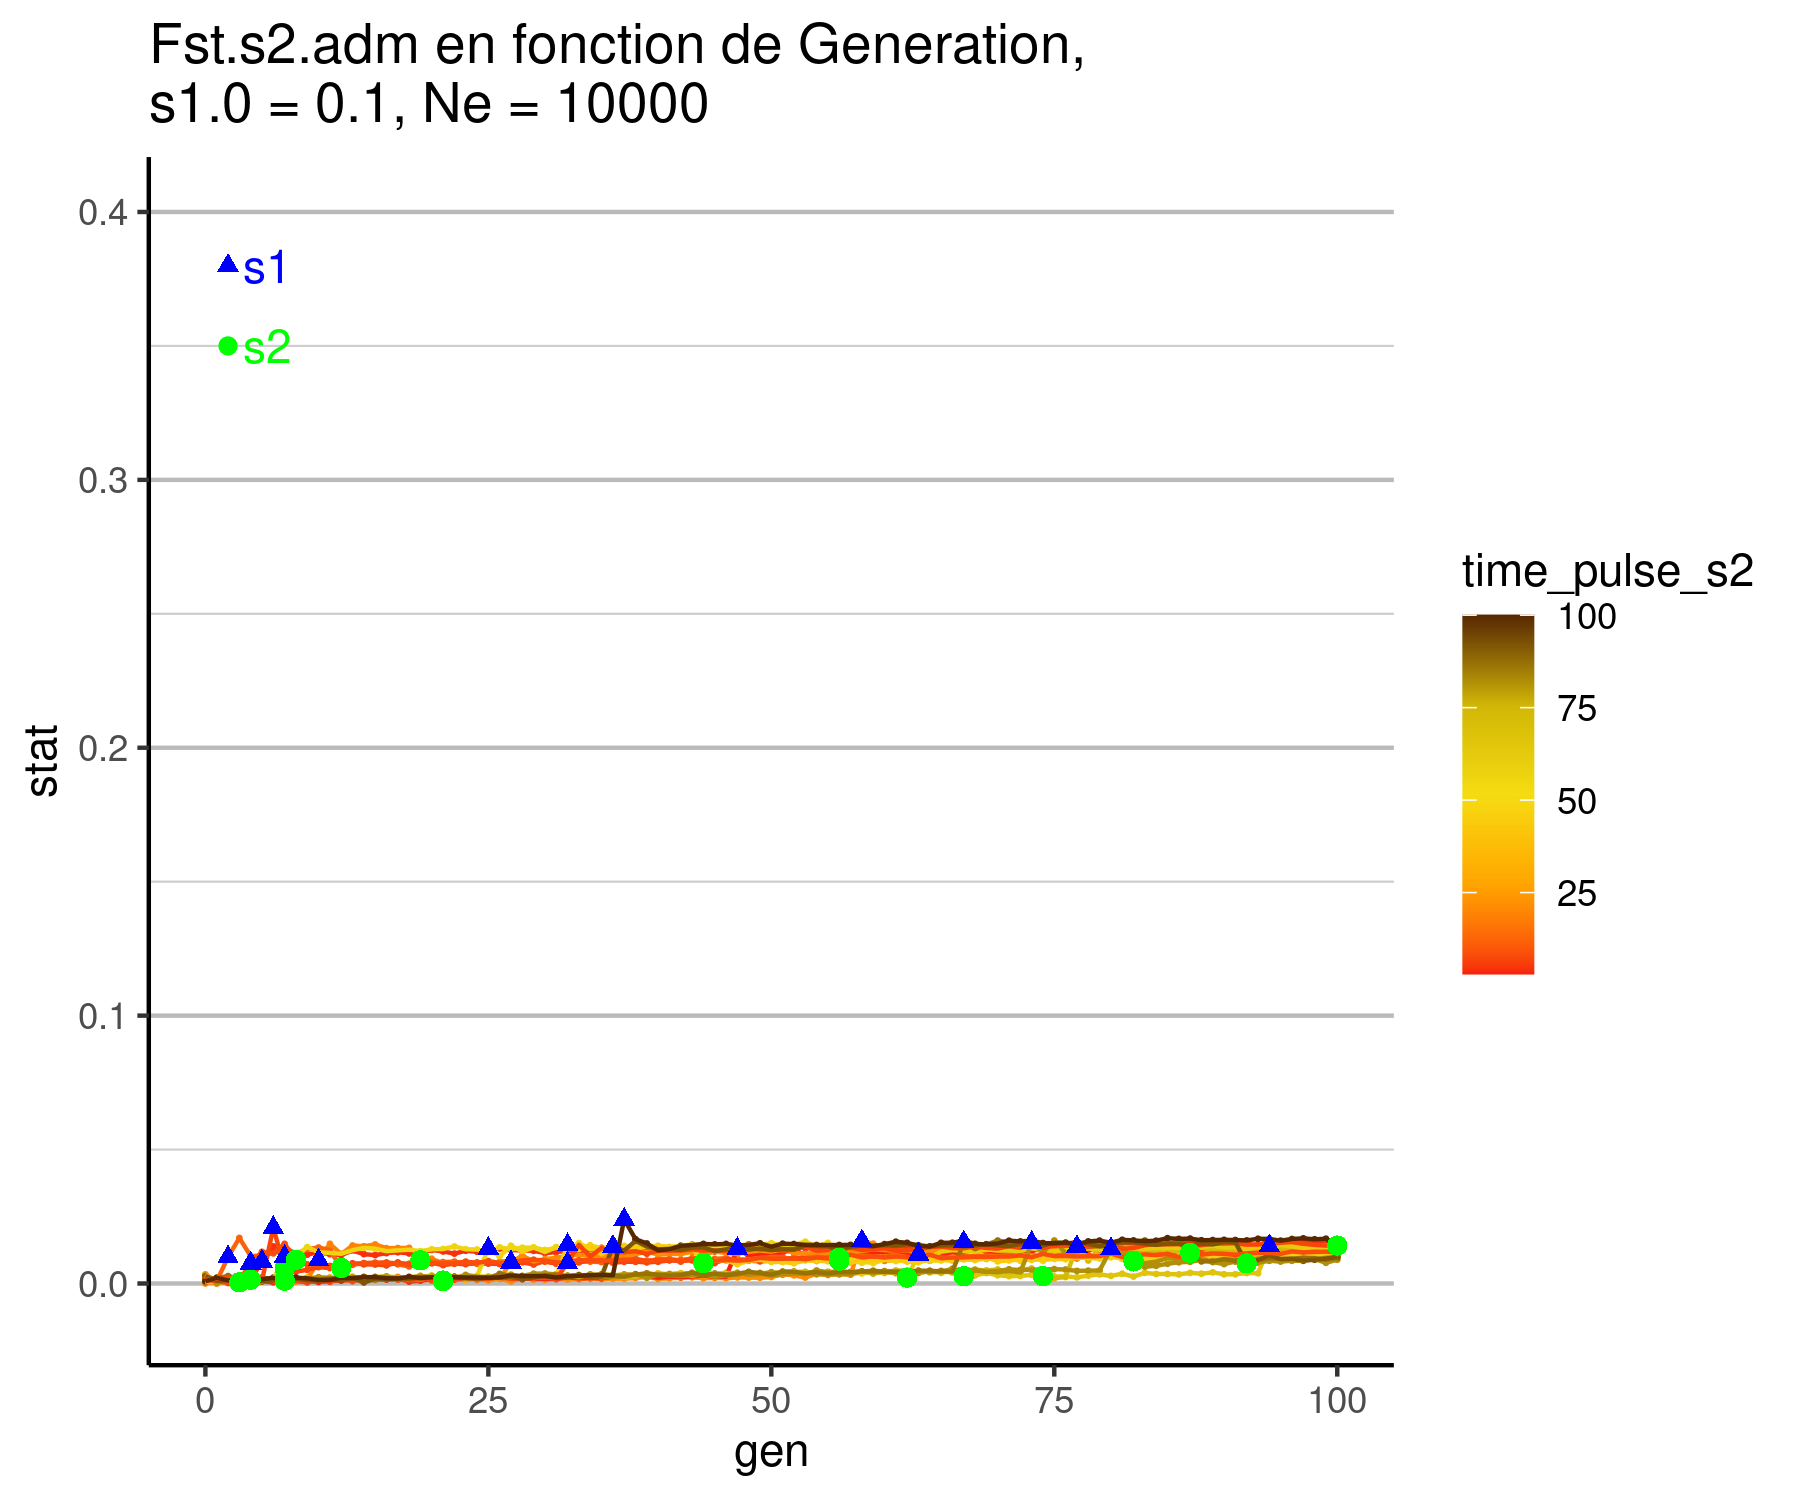 Fst.s2.adm en fonction de Generation,
s1.0 = 0.1, Ne = 10000
0.4
s1
s2
0.3
time_pulse_s2
100
75
50
25
stat
0.2
0.1
0.0
0
25
50
75
100
gen